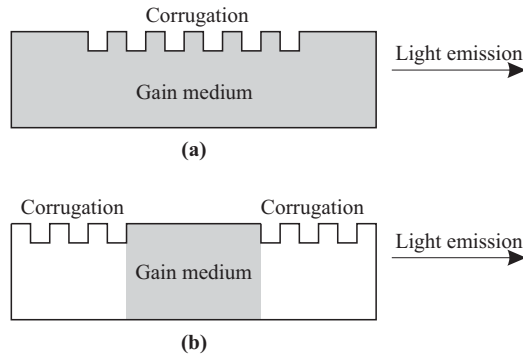 Corrugation
Light emission
Gain medium
(a)
Corrugation
Corrugation
Light emission
Gain medium
(b)